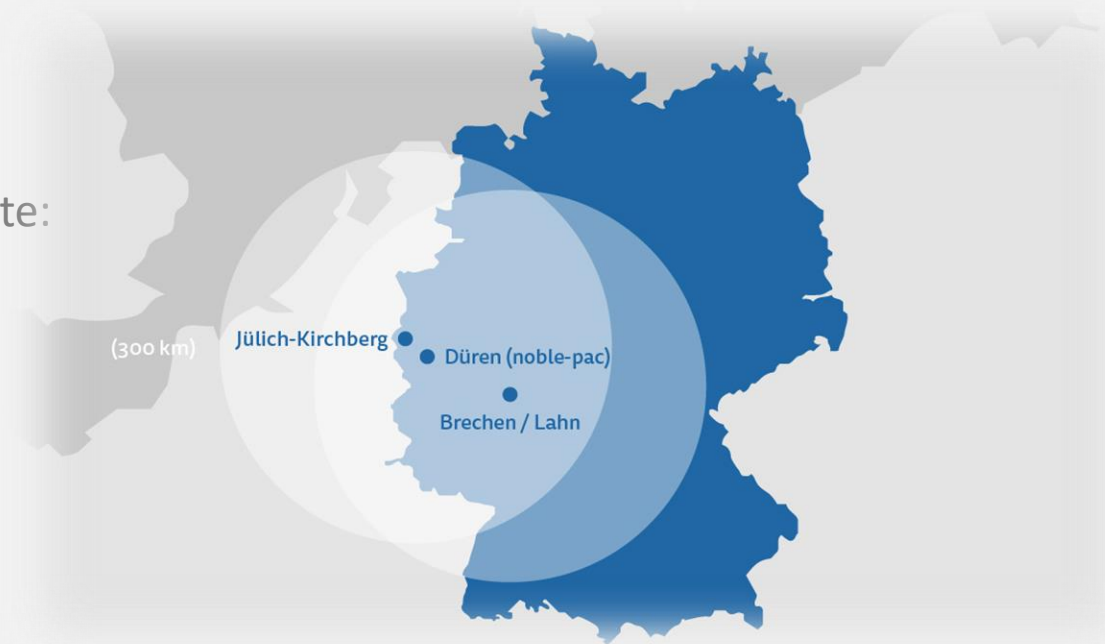 te:
(300 km)
Jülich-Kirchberg
Düren (noble-pac)
Brechen / Lahn